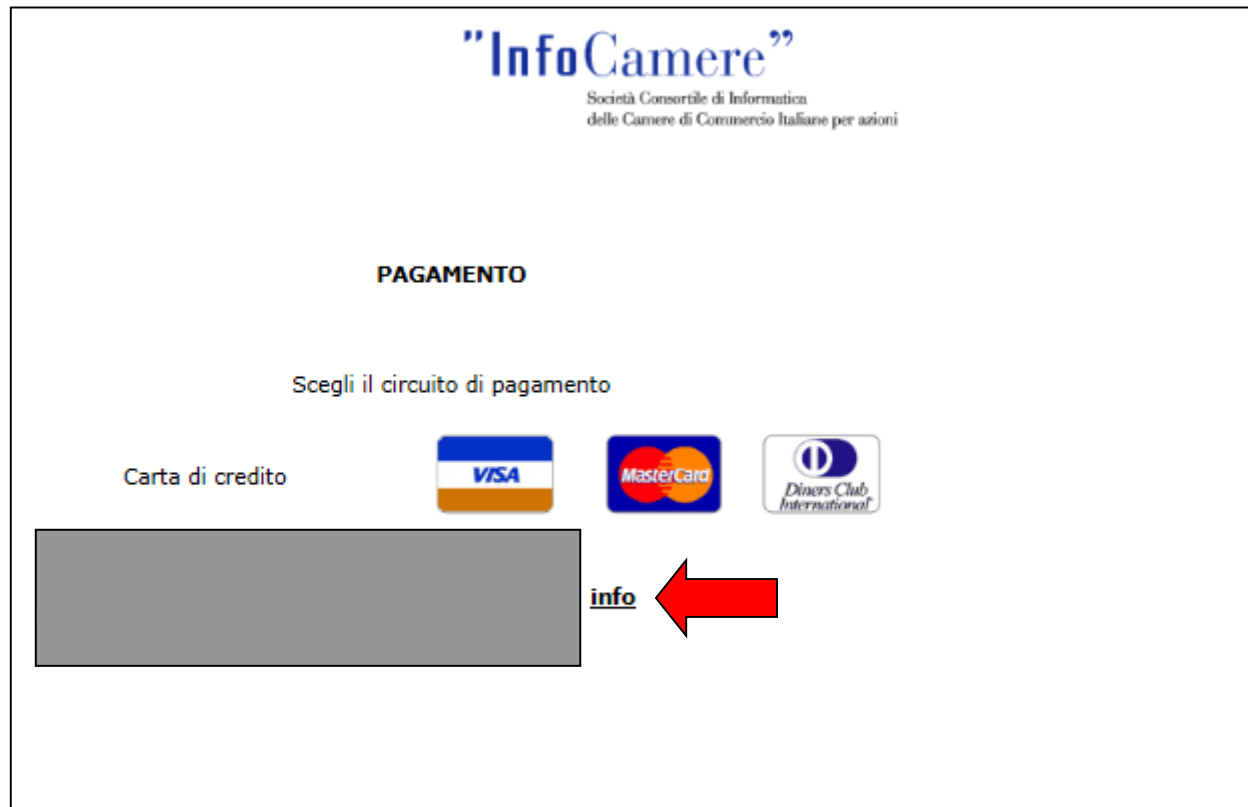 "InfoCamere”
Società Consortile di Informatica
delle Camere di Commercio Italiane per azioni
PAGAMENTO
Scegli il circuito di pagamento
Carta di credito
VISA
MasterCard
Diners Club
International
info